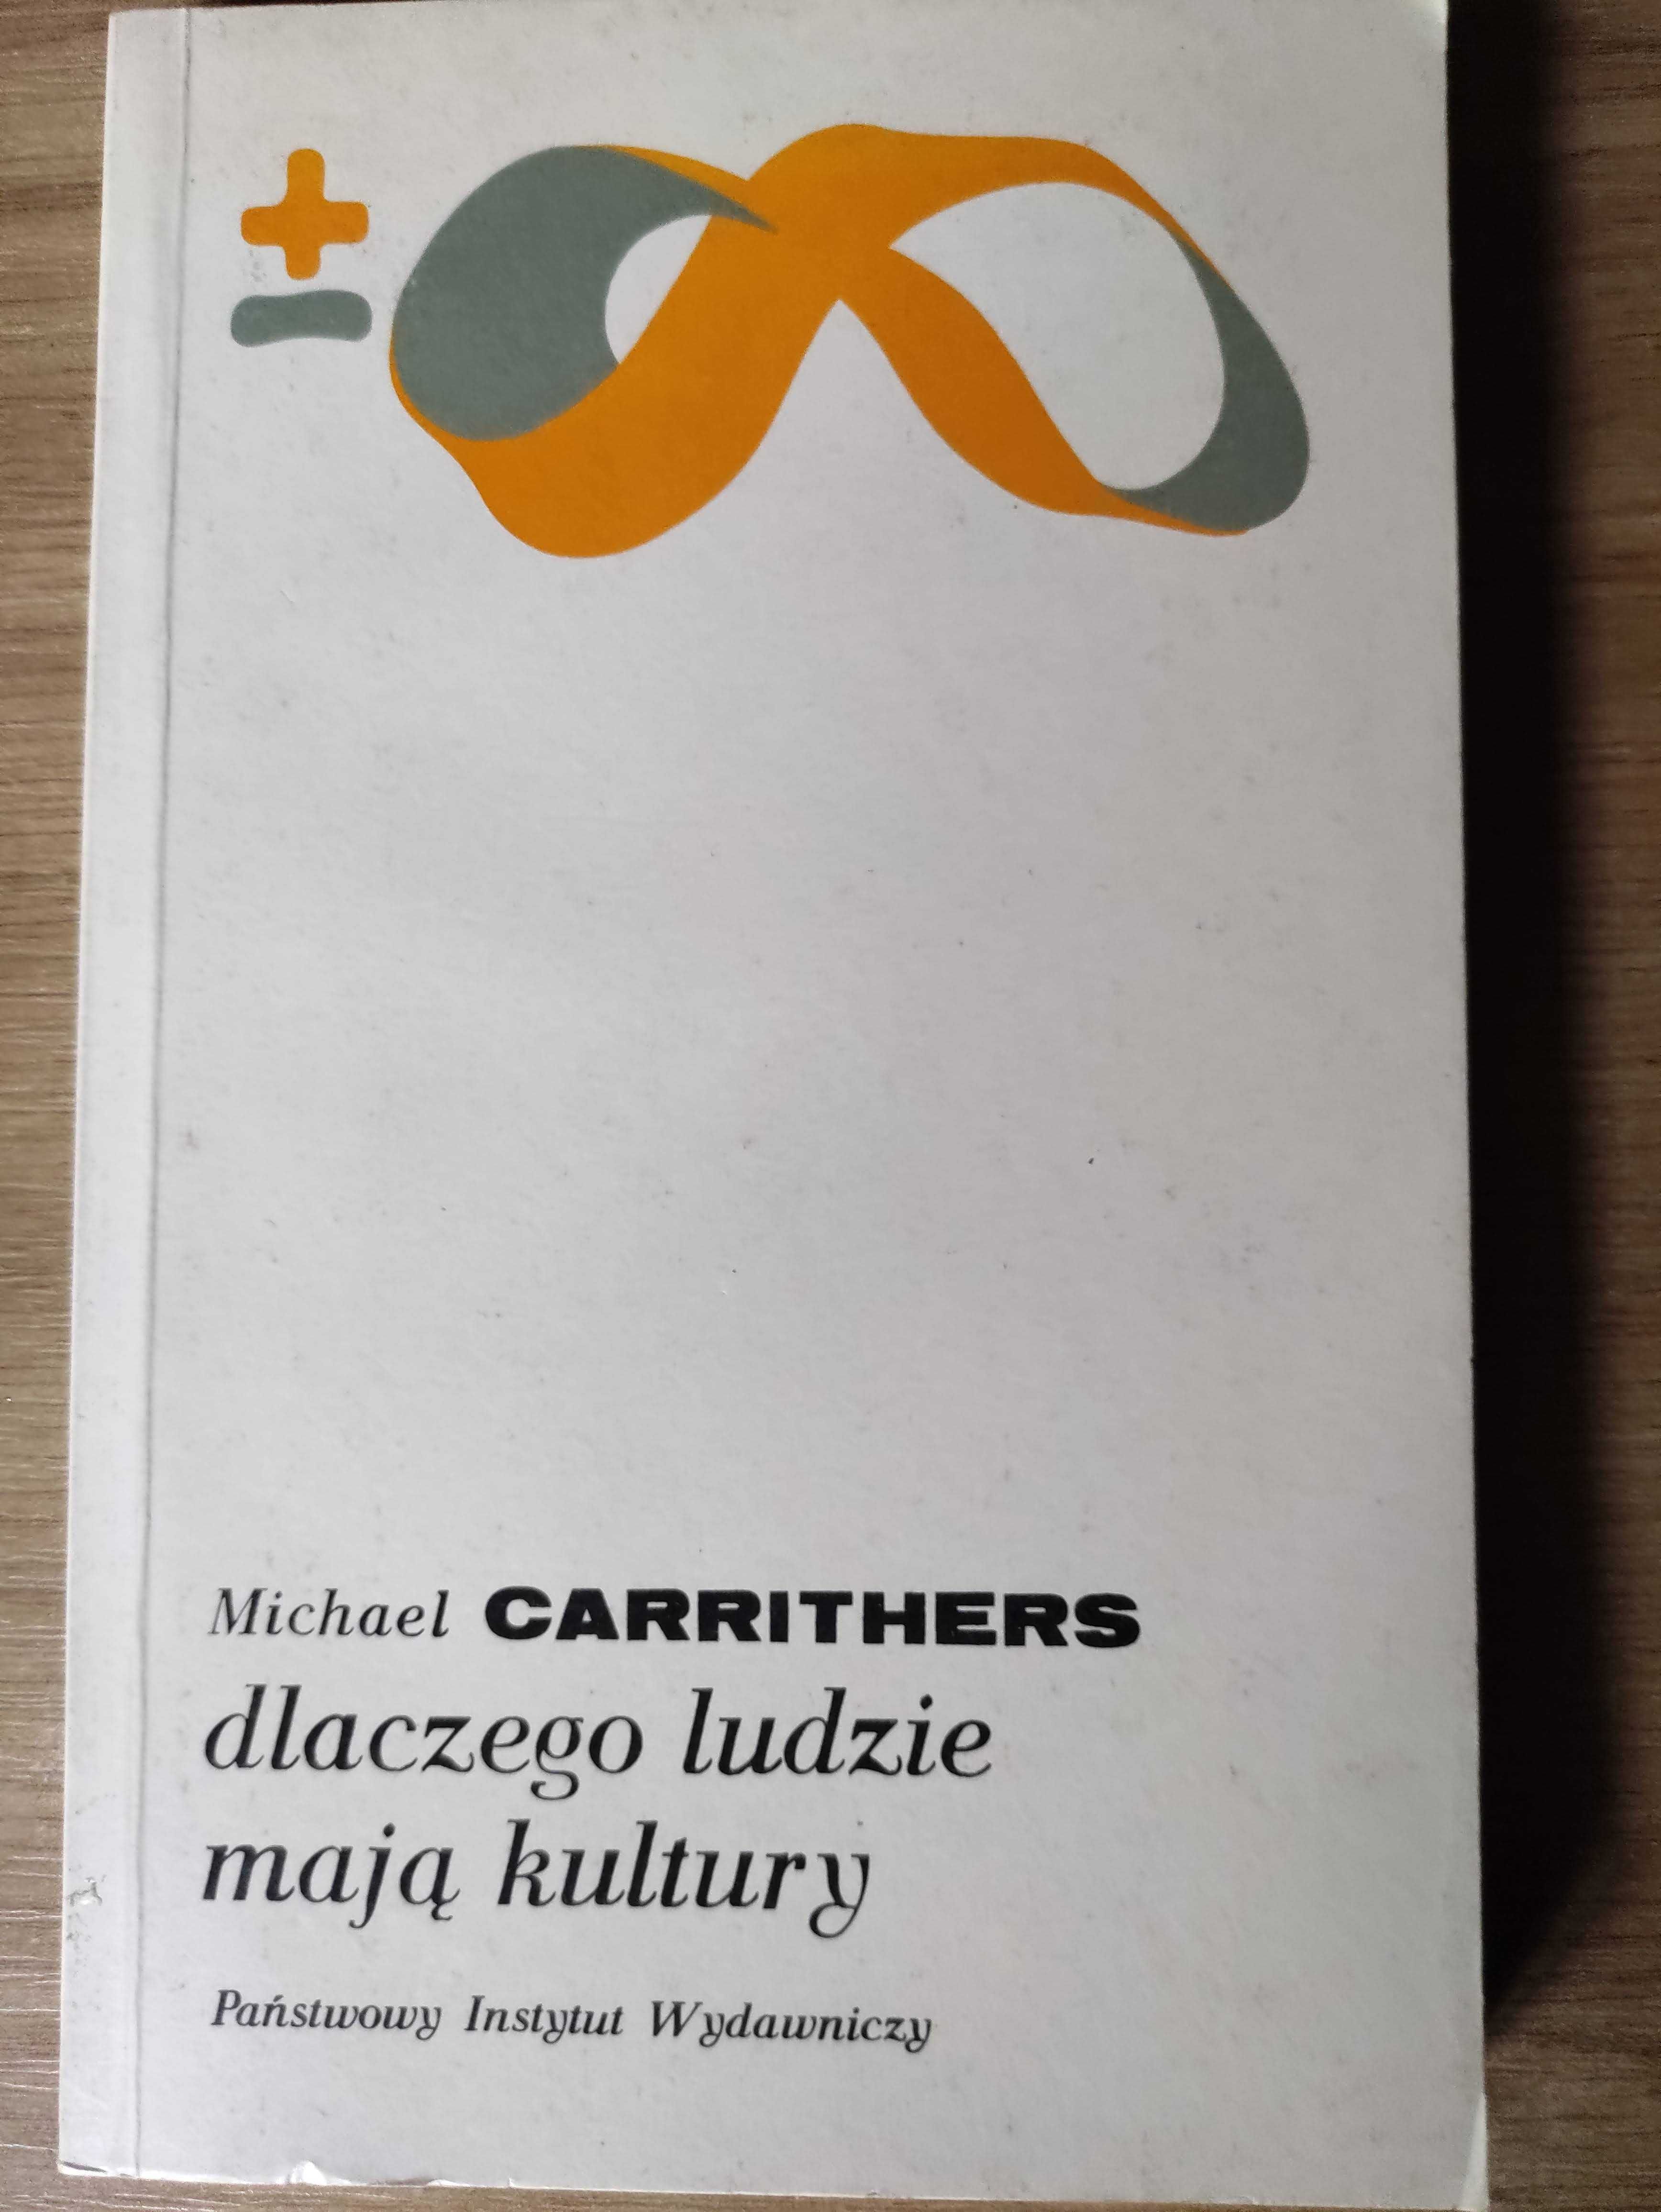 Michael CARRITHERS
dlaczego ludzie
mają kultury
Państwowy Instytut Wydawniczy